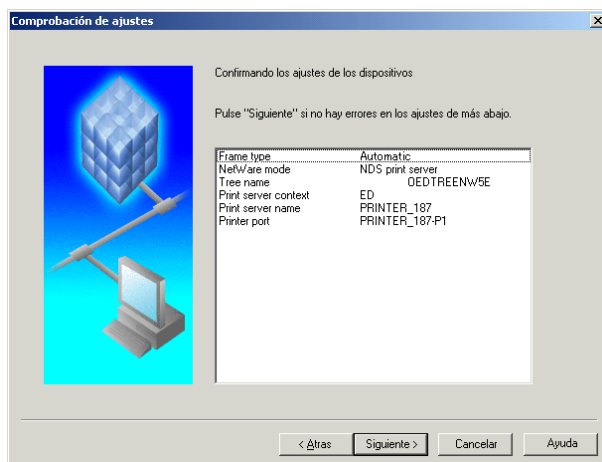 Comprobación de ajustes
Confirmando los ajustes de los dispositivos
Pulse "Siguiente" si no hay errores en los ajustes de más abajo.
Frame type Automatic
NetWare mode NDS print server
Tree name OEDTREENW5E
Print server context ED
Print server name PRINTER_187
Printer port PRINTER_187-P1
< Atras Siguiente > Cancelar Ayuda